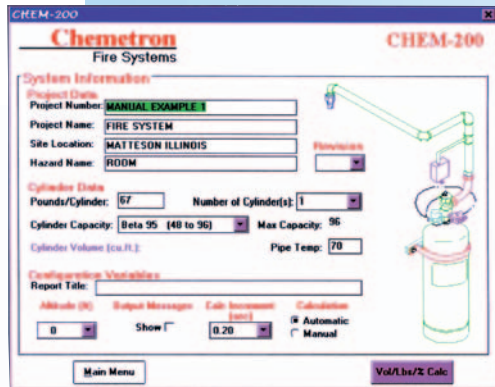 CHEM-200
Chemetron
Fire Systems
CHEM-200
System Information
Project Data
Project Number: MANUAL EXAMPLE 1
Project Name: FIRE SYSTEM
Site Location: MATTESON ILLINOIS
Revision
Hazard Name: ROOM
Cylinder Data
Pounds/Cylinder: 67 Number of Cylinder(s): 1
Cylinder Capacity: Beta 95 (48 to 96) Max Capacity: 96
Cylinder Volume (cu.ft.): Pipe Temp: 70
Configuration Variables
Report Title:
Altitude (ft) Output Messages Calc Increment (sec) Calculation
0 Show 0.20 Automatic
Manual
Main Menu Vol/Lbs/% Calc